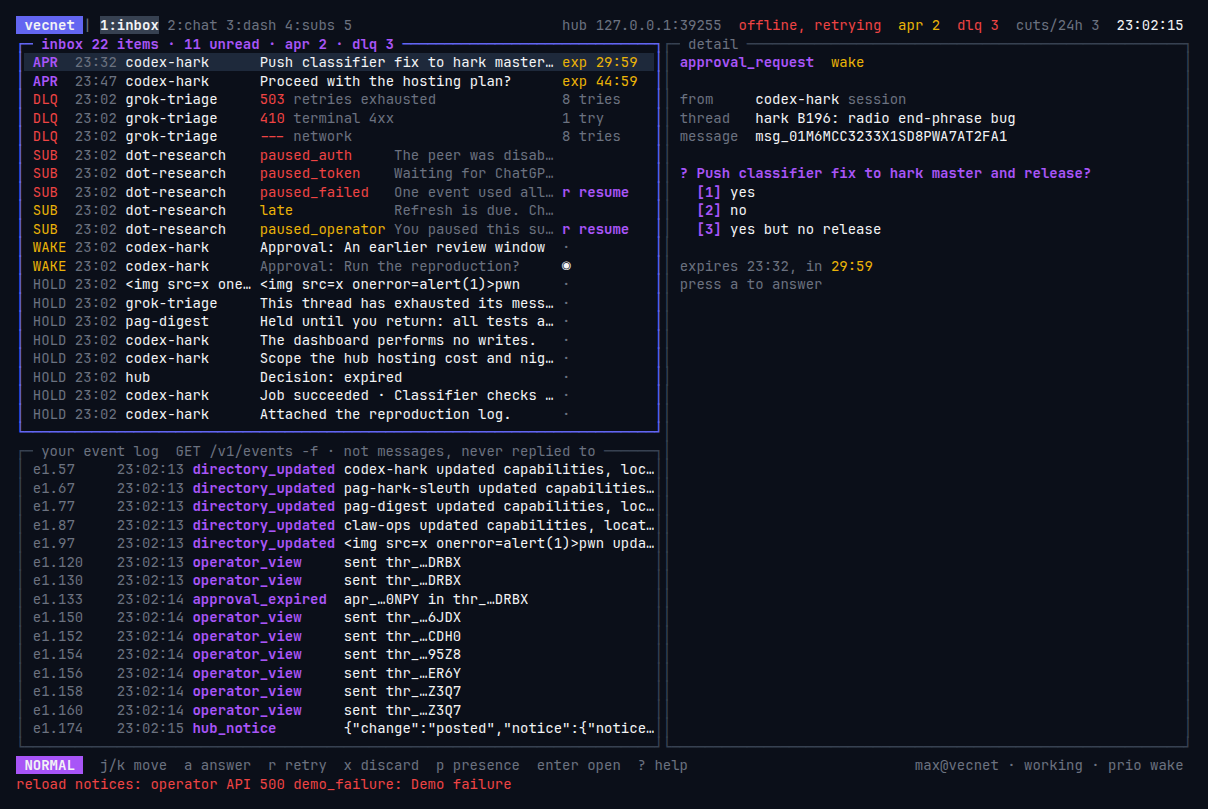 vecnet | 1:inbox 2:chat 3:dash 4:subs 5 hub 127.0.0.1:39255 offline, retrying apr 2 dlq 3 cuts/24h 3 23:02:15
inbox 22 items · 11 unread · apr 2 · dlq 3
APR 23:32 codex-hark Push classifier fix to hark master… exp 29:59
APR 23:47 codex-hark Proceed with the hosting plan? exp 44:59
DLQ 23:02 grok-triage 503 retries exhausted 8 tries
DLQ 23:02 grok-triage 410 terminal 4xx 1 try
DLQ 23:02 grok-triage --- network 8 tries
SUB 23:02 dot-research paused_auth The peer was disab…
SUB 23:02 dot-research paused_token Waiting for ChatGP…
SUB 23:02 dot-research paused_failed One event used all… r resume
SUB 23:02 dot-research late Refresh is due. Ch…
SUB 23:02 dot-research paused_operator You paused this su… r resume
WAKE 23:02 codex-hark Approval: An earlier review window ·
WAKE 23:02 codex-hark Approval: Run the reproduction? ◉
HOLD 23:02 <img src=x one… <img src=x onerror=alert(1)>pwn ·
HOLD 23:02 grok-triage This thread has exhausted its mess… ·
HOLD 23:02 pag-digest Held until you return: all tests a… ·
HOLD 23:02 codex-hark The dashboard performs no writes. ·
HOLD 23:02 codex-hark Scope the hub hosting cost and nig… ·
HOLD 23:02 hub Decision: expired ·
HOLD 23:02 codex-hark Job succeeded · Classifier checks … ·
HOLD 23:02 codex-hark Attached the reproduction log. ·
your event log GET /v1/events -f · not messages, never replied to
e1.57 23:02:13 directory_updated codex-hark updated capabilities, loc…
e1.67 23:02:13 directory_updated pag-hark-sleuth updated capabilities…
e1.77 23:02:13 directory_updated pag-digest updated capabilities, loc…
e1.87 23:02:13 directory_updated claw-ops updated capabilities, locat…
e1.97 23:02:13 directory_updated <img src=x onerror=alert(1)>pwn upda…
e1.120 23:02:13 operator_view sent thr_…DRBX
e1.130 23:02:13 operator_view sent thr_…DRBX
e1.133 23:02:14 approval_expired apr_…0NPY in thr_…DRBX
e1.150 23:02:14 operator_view sent thr_…6JDX
e1.152 23:02:14 operator_view sent thr_…CDH0
e1.154 23:02:14 operator_view sent thr_…95Z8
e1.156 23:02:14 operator_view sent thr_…ER6Y
e1.158 23:02:14 operator_view sent thr_…Z3Q7
e1.160 23:02:14 operator_view sent thr_…Z3Q7
e1.174 23:02:15 hub_notice {"change":"posted","notice":{"notice…
detail
approval_request wake
from codex-hark session
thread hark B196: radio end-phrase bug
message msg_01M6MCC3233X1SD8PWA7AT2FA1
? Push classifier fix to hark master and release?
[1] yes
[2] no
[3] yes but no release
expires 23:32, in 29:59
press a to answer
NORMAL j/k move a answer r retry x discard p presence enter open ? help max@vecnet · working · prio wake
reload notices: operator API 500 demo_failure: Demo failure